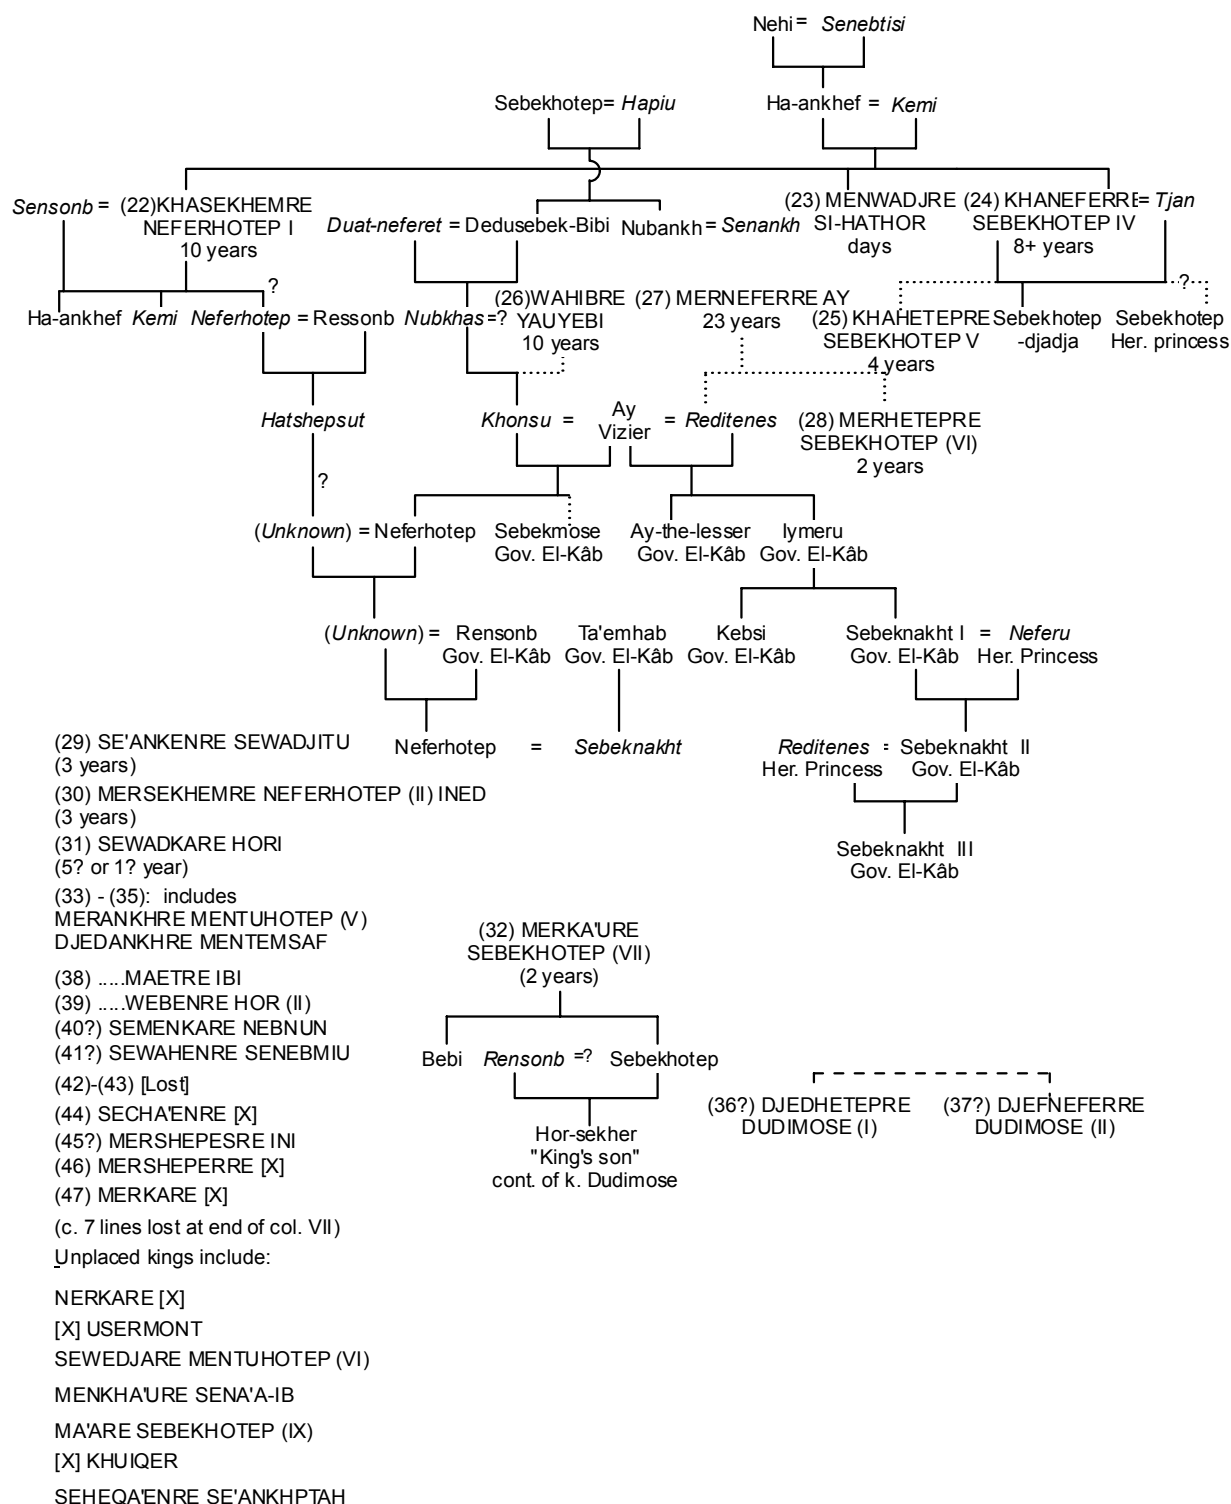 Nehi = Senebtisi
Sebekhotep= Hapiu
Ha-ankhef = Kemi
Sensonb = (22)KHASEKHEMRE
NEFERHOTEP I
10 years
Duat-neferet = Dedusebek-Bibi
Nubankh = Senankh
(23) MENWADJRE
SI-HATHOR
days
(24) KHANEFERRE= Tjan
SEBEKHOTEP IV
8+ years
?
?
Ha-ankhef Kemi Neferhotep = Ressonb
Nubkhas=?
(26)WAHIBRE
YAUYEBI
10 years
(27) MERNEFERRE AY
23 years
(25) KHAHETEPRE
SEBEKHOTEP V
4 years
Sebekhotep
-djadja
Sebekhotep
Her. princess
Hatshepsut
Khonsu =
Ay
Vizier
= Reditenes
(28) MERHETEPRE
SEBEKHOTEP (VI)
2 years
?
(Unknown) = Neferhotep
Sebekmose
Gov. El-Kâb
Ay-the-lesser
Gov. El-Kâb
Iymeru
Gov. El-Kâb
(Unknown) = Rensonb
Gov. El-Kâb
Ta'emhab
Gov. El-Kâb
Kebsi
Gov. El-Kâb
Sebeknakht I = Neferu
Gov. El-Kâb Her. Princess
Neferhotep = Sebeknakht
Reditenes = Sebeknakht II
Her. Princess Gov. El-Kâb
Sebeknakht III
Gov. El-Kâb
(29) SE'ANKENRE SEWADJITU
(3 years)
(30) MERSEKHEMRE NEFERHOTEP (II) INED
(3 years)
(31) SEWADKARE HORI
(5? or 1? year)
(33) - (35): includes
MERANKHRE MENTUHOTEP (V)
DJEDANKHRE MENTEMSAF
(38) .....MAETRE IBI
(39) .....WEBENRE HOR (II)
(40?) SEMENKARE NEBNUN
(41?) SEWAHENRE SENEBMIU
(42)-(43) [Lost]
(44) SECHA'ENRE [X]
(45?) MERSHEPESRE INI
(46) MERSHEPERRE [X]
(47) MERKARE [X]
(c. 7 lines lost at end of col. VII)
Unplaced kings include:
NERKARE [X]
[X] USERMONT
SEWEDJARE MENTUHOTEP (VI)
MENKHA'URE SENA'A-IB
MA'ARE SEBEKHOTEP (IX)
[X] KHUIQER
SEHEQA'ENRE SE'ANKHPTAH
(32) MERKA'URE
SEBEKHOTEP (VII)
(2 years)
Bebi Rensonb =? Sebekhotep
Hor-sekher
"King's son"
cont. of k. Dudimose
(36?) DJEDHETEPRE
DUDIMOSE (I)
(37?) DJEFNEFERRE
DUDIMOSE (II)